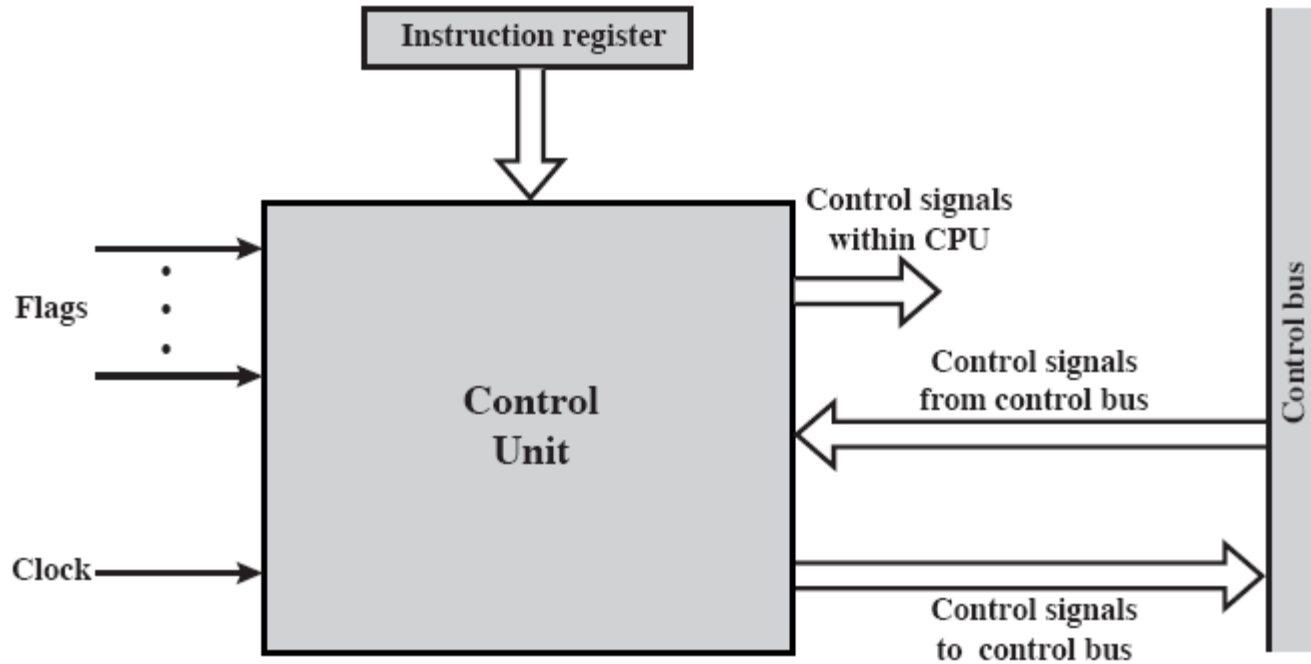 Instruction register
Control signals
within CPU
Flags
Control signals
from control bus
Control
Unit
Control bus
Clock
Control signals
to control bus